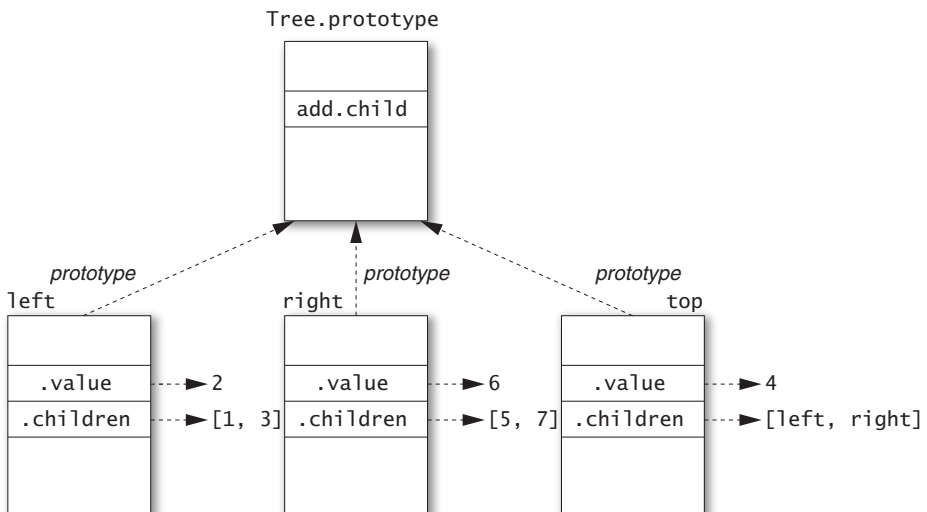 Tree.prototype
add.child
prototype
prototype
prototype
left
right
top
.value
2
.value
6
.value
4
.children
[1, 3]
.children
[5, 7]
.children
[left, right]